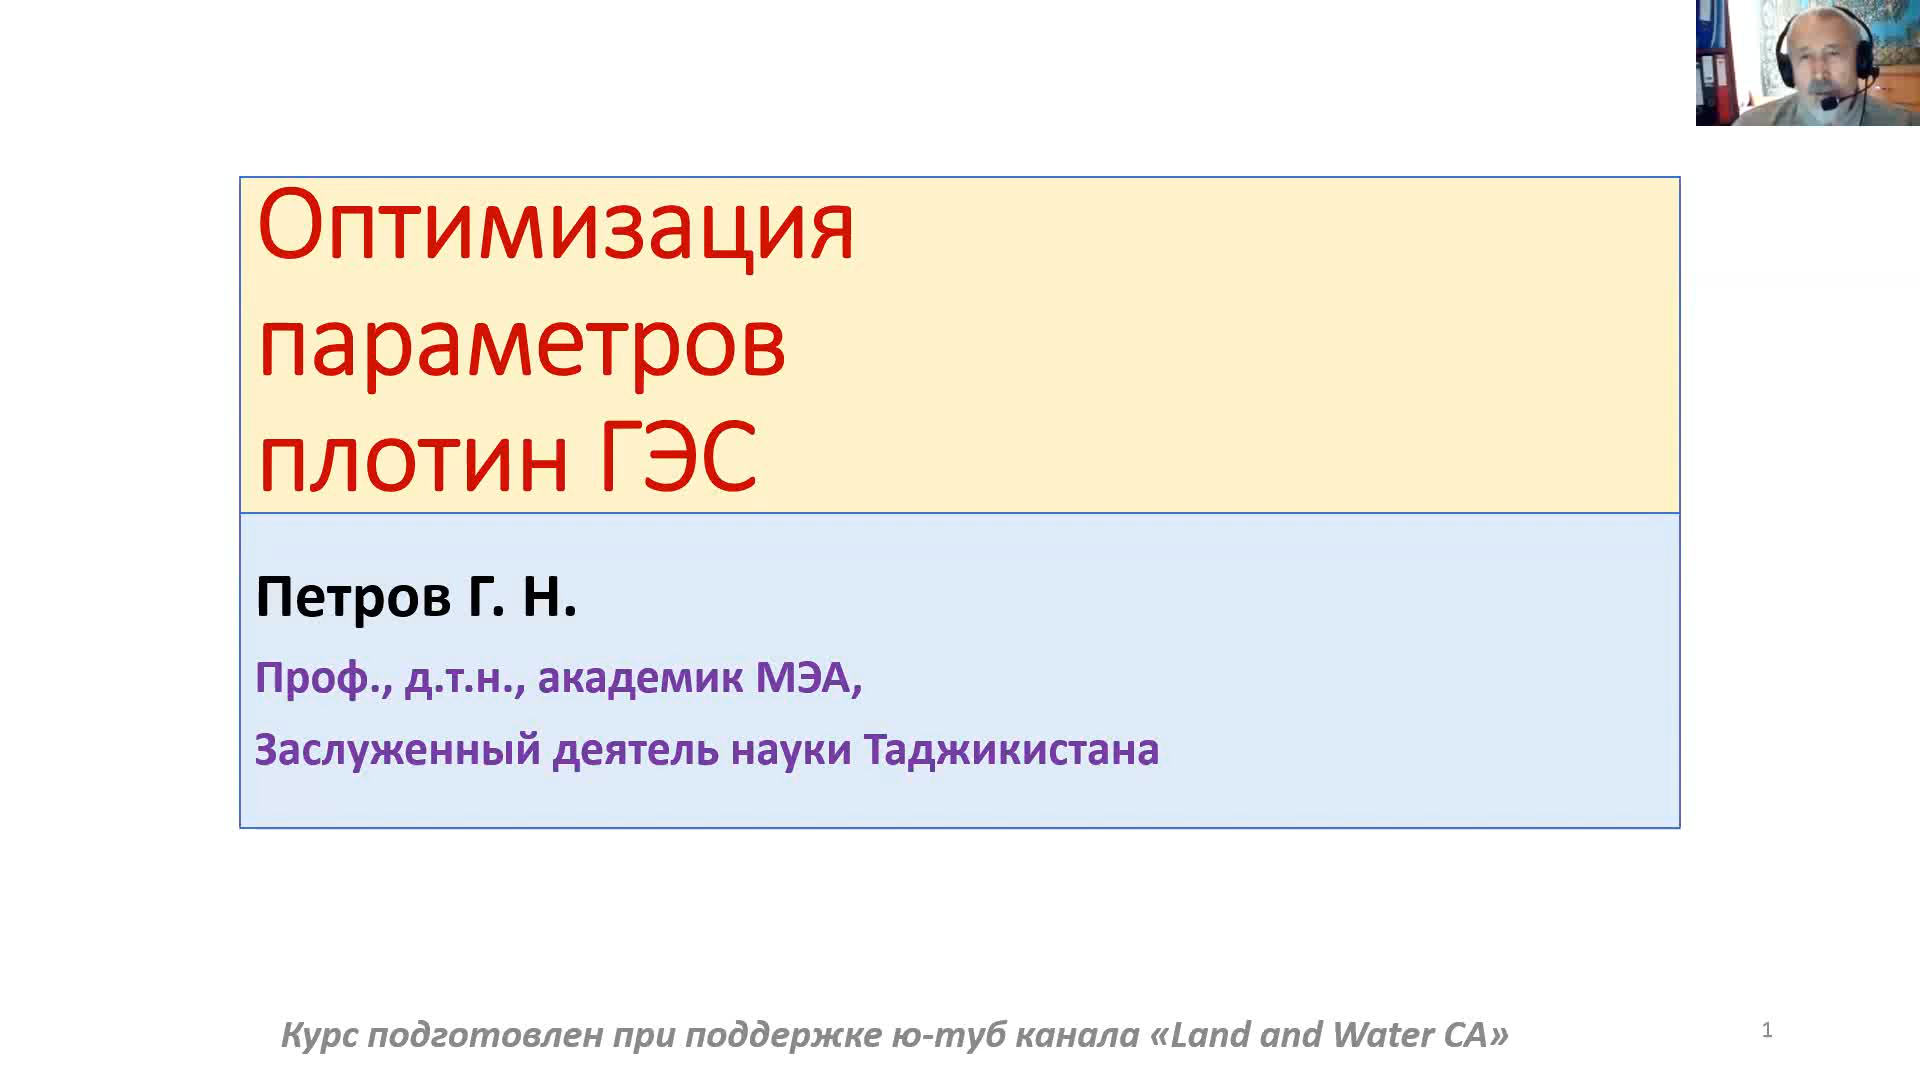 Оптимизация
параметров
плотин ГЭС
Петров Г. Н.
Проф., д.т.н., академик МЭА,
Заслуженный деятель науки Таджикистана
Курс подготовлен при поддержке ю-туб канала «Land and Water CA»
1